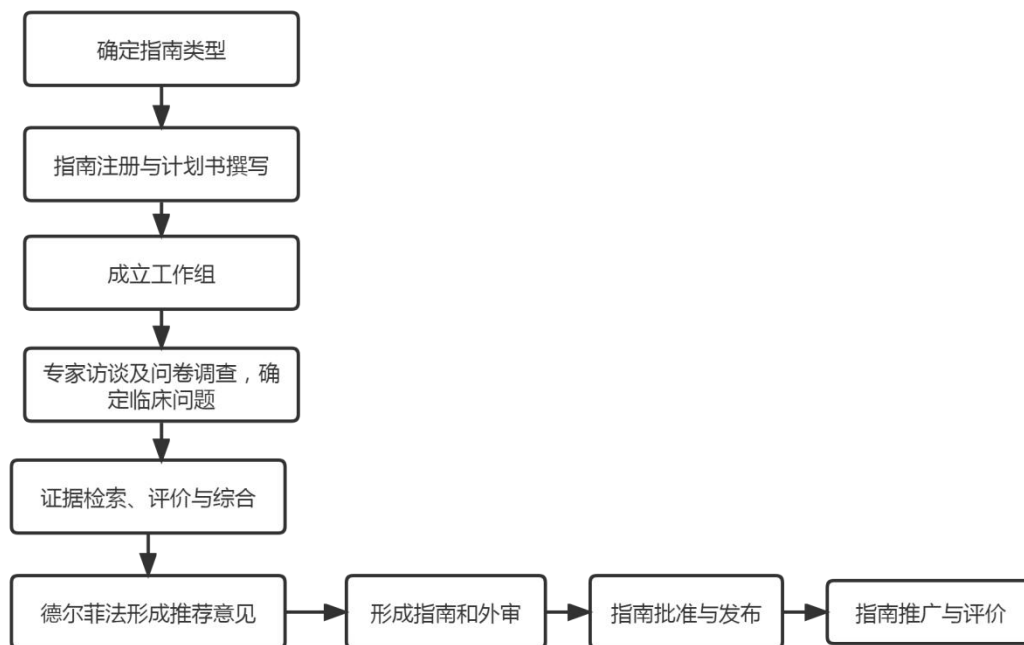 确定指南类型
指南注册与计划书撰写
成立工作组
专家访谈及问卷调查，确
定临床问题
证据检索、评价与综合
德尔菲法形成推荐意见
形成指南和外审
指南批准与发布
指南推广与评价